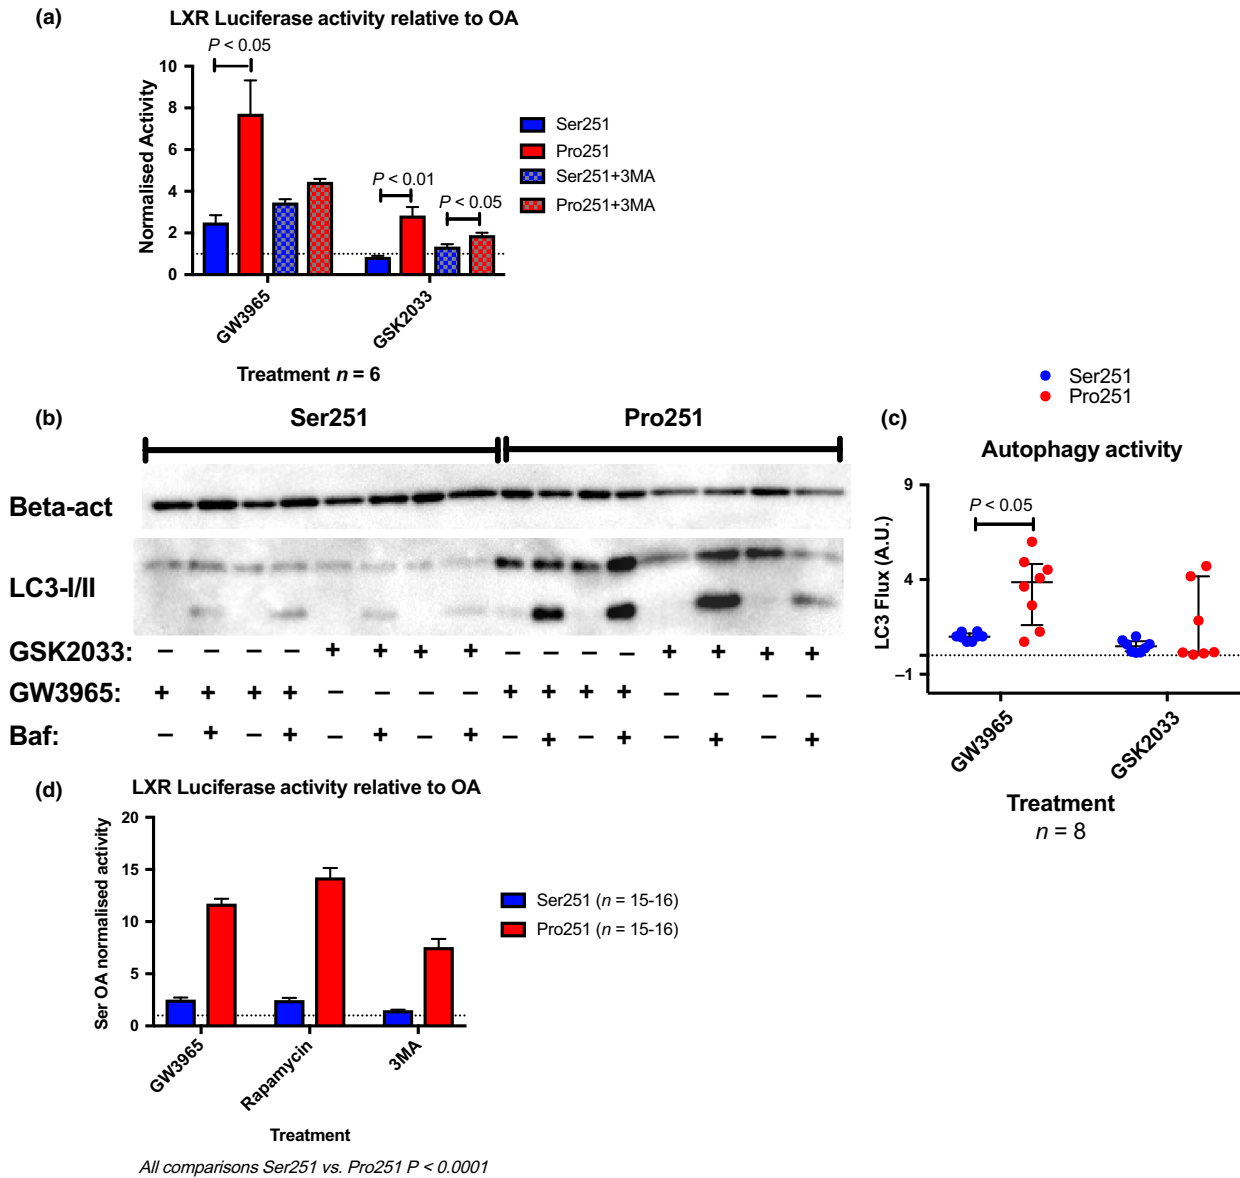 (a)
LXR Luciferase activity relative to OA
P < 0.05
10
8
6
4
2
0
Normalised Activity
P < 0.01
P < 0.05
GW3965
GSK2033
Treatment n = 6
Ser251
Pro251
Ser251+3MA
Pro251+3MA
(b)
Ser251
Pro251
Beta-act
LC3-I/II
GSK2033: – – – – + + + + – – – – + + + +
GW3965: + + + + – – – – + + + + – – – –
Baf: – + – + – + – + – + – + – + – +
(c)
Ser251
Pro251
Autophagy activity
P < 0.05
9
4
–1
LC3 Flux (A.U.)
GW3965
GSK2033
Treatment
n = 8
(d)
LXR Luciferase activity relative to OA
20
15
10
5
0
Ser OA normalised activity
GW3965
Rapamycin
3MA
Treatment
Ser251 (n = 15-16)
Pro251 (n = 15-16)
All comparisons Ser251 vs. Pro251 P < 0.0001